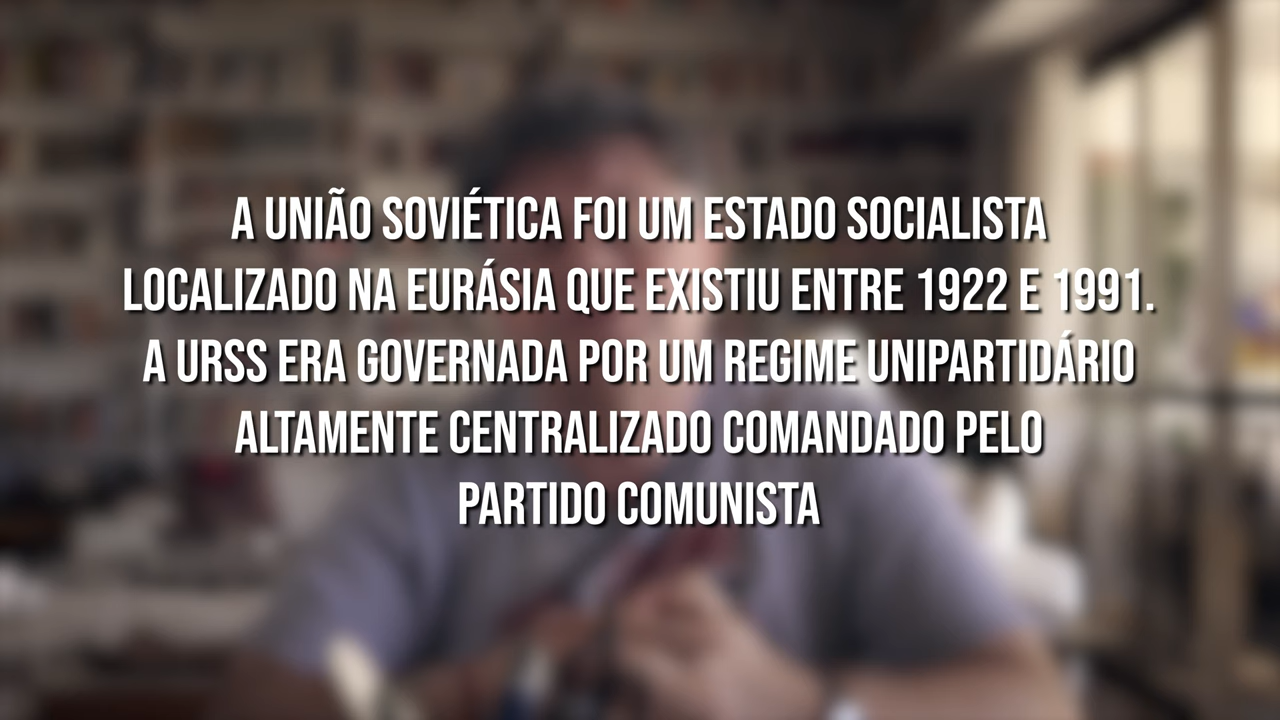 A UNIÃO SOVIÉTICA FOI UM ESTADO SOCIALISTA
LOCALIZADO NA EURÁSIA QUE EXISTIU ENTRE 1922 E 1991.
A URSS ERA GOVERNADA POR UM REGIME UNIPARTIDÁRIO
ALTAMENTE CENTRALIZADO COMANDADO PELO
PARTIDO COMUNISTA